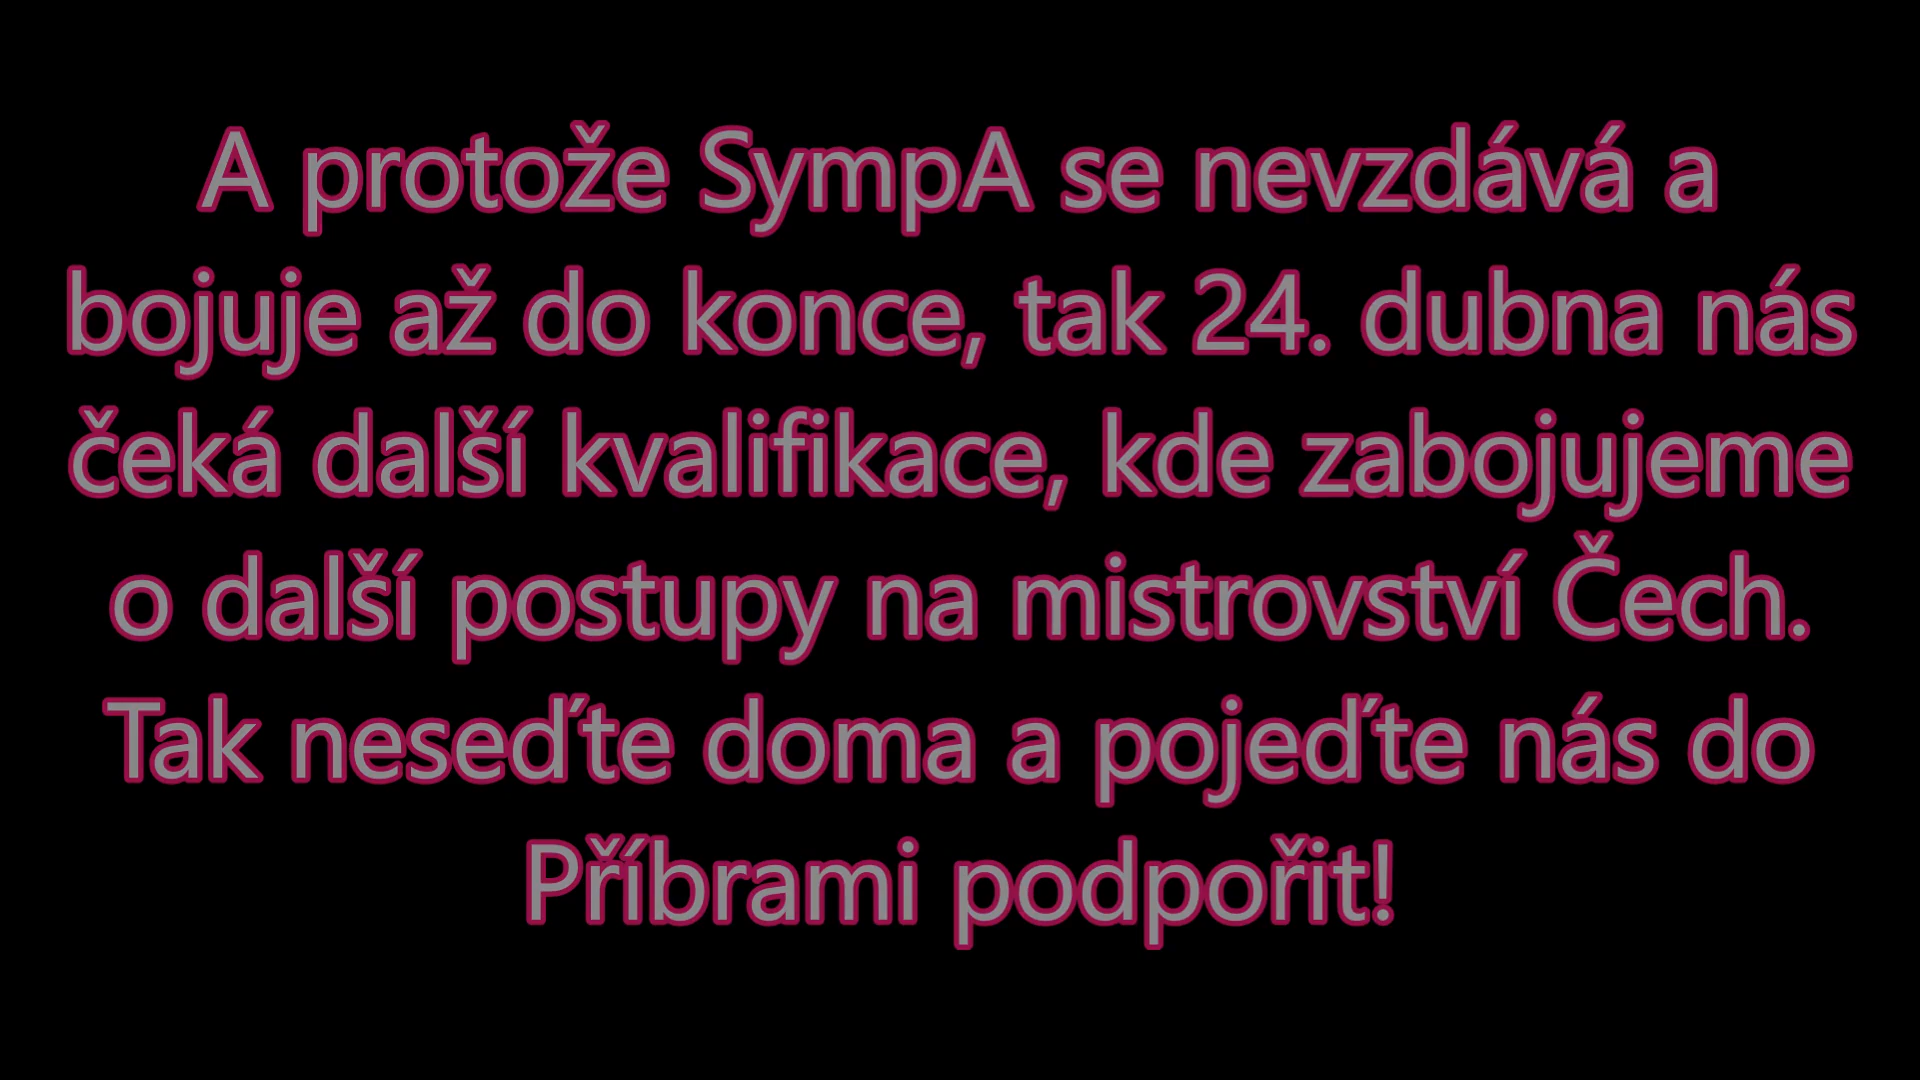 A protože SympA se nevzdává a
bojuje až do konce, tak 24. dubna nás
čeká další kvalifikace, kde zabojujeme
o další postupy na mistrovství Čech.
Tak neseďte doma a pojeďte nás do
Příbrami podpořit!